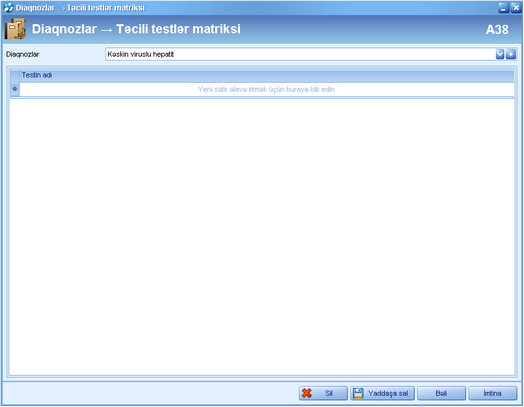 Diaqnozlar → Təcili testlər matriksi
Diaqnozlar → Təcili testlər matriksi
A38
Diaqnozlar
Kəskin viruslu hepatit
Testin adı
Yeni sətir əlavə etmək üçün buraya klik edin
Sil
Yaddaşa sal
Bəli
İmtina